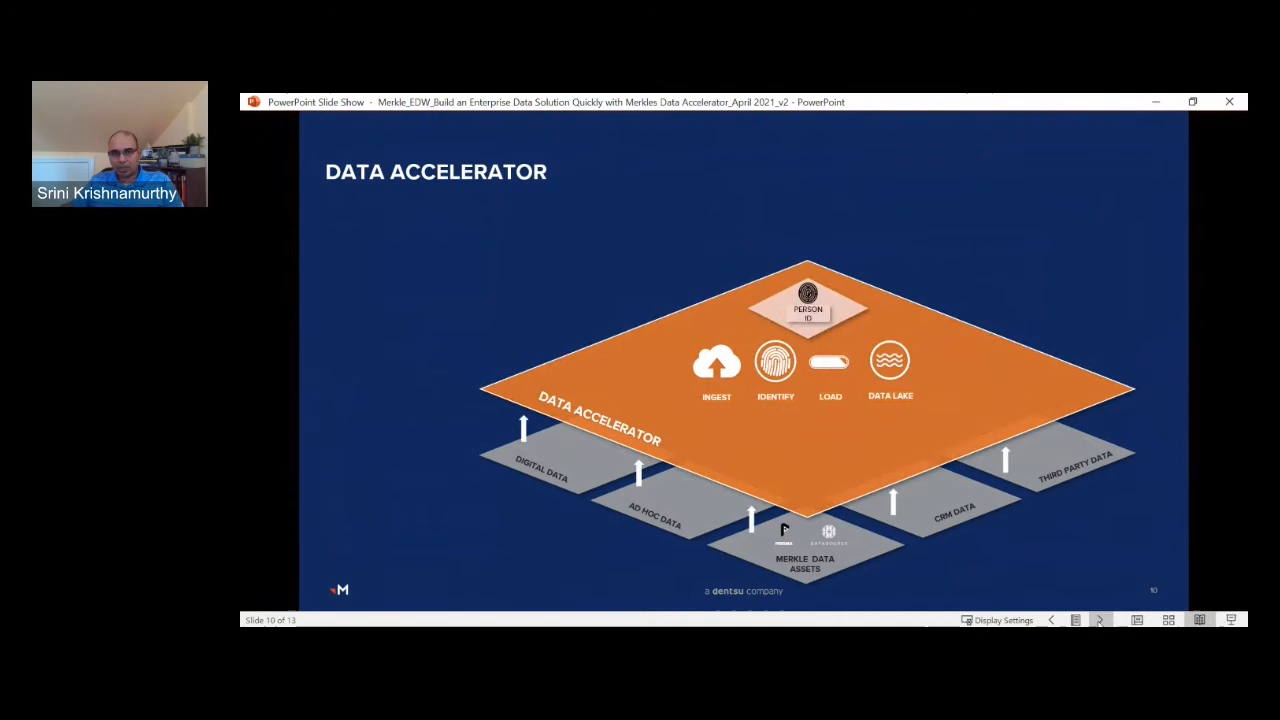 PowerPoint Slide Show - Merkle_EDW_Build an Enterprise Data Solution Quickly with Merkles Data Accelerator_April 2021_v2 - PowerPoint
Srini Krishnamurthy
DATA ACCELERATOR
PERSON
ID
INGEST
IDENTIFY
LOAD
DATA LAKE
DATA ACCELERATOR
DIGITAL DATA
AD HOC DATA
MERKLE DATA
ASSETS
CRM DATA
THIRD PARTY DATA
DATASOURCE
M
a dentsu company
10
Slide 10 of 13
Display Settings